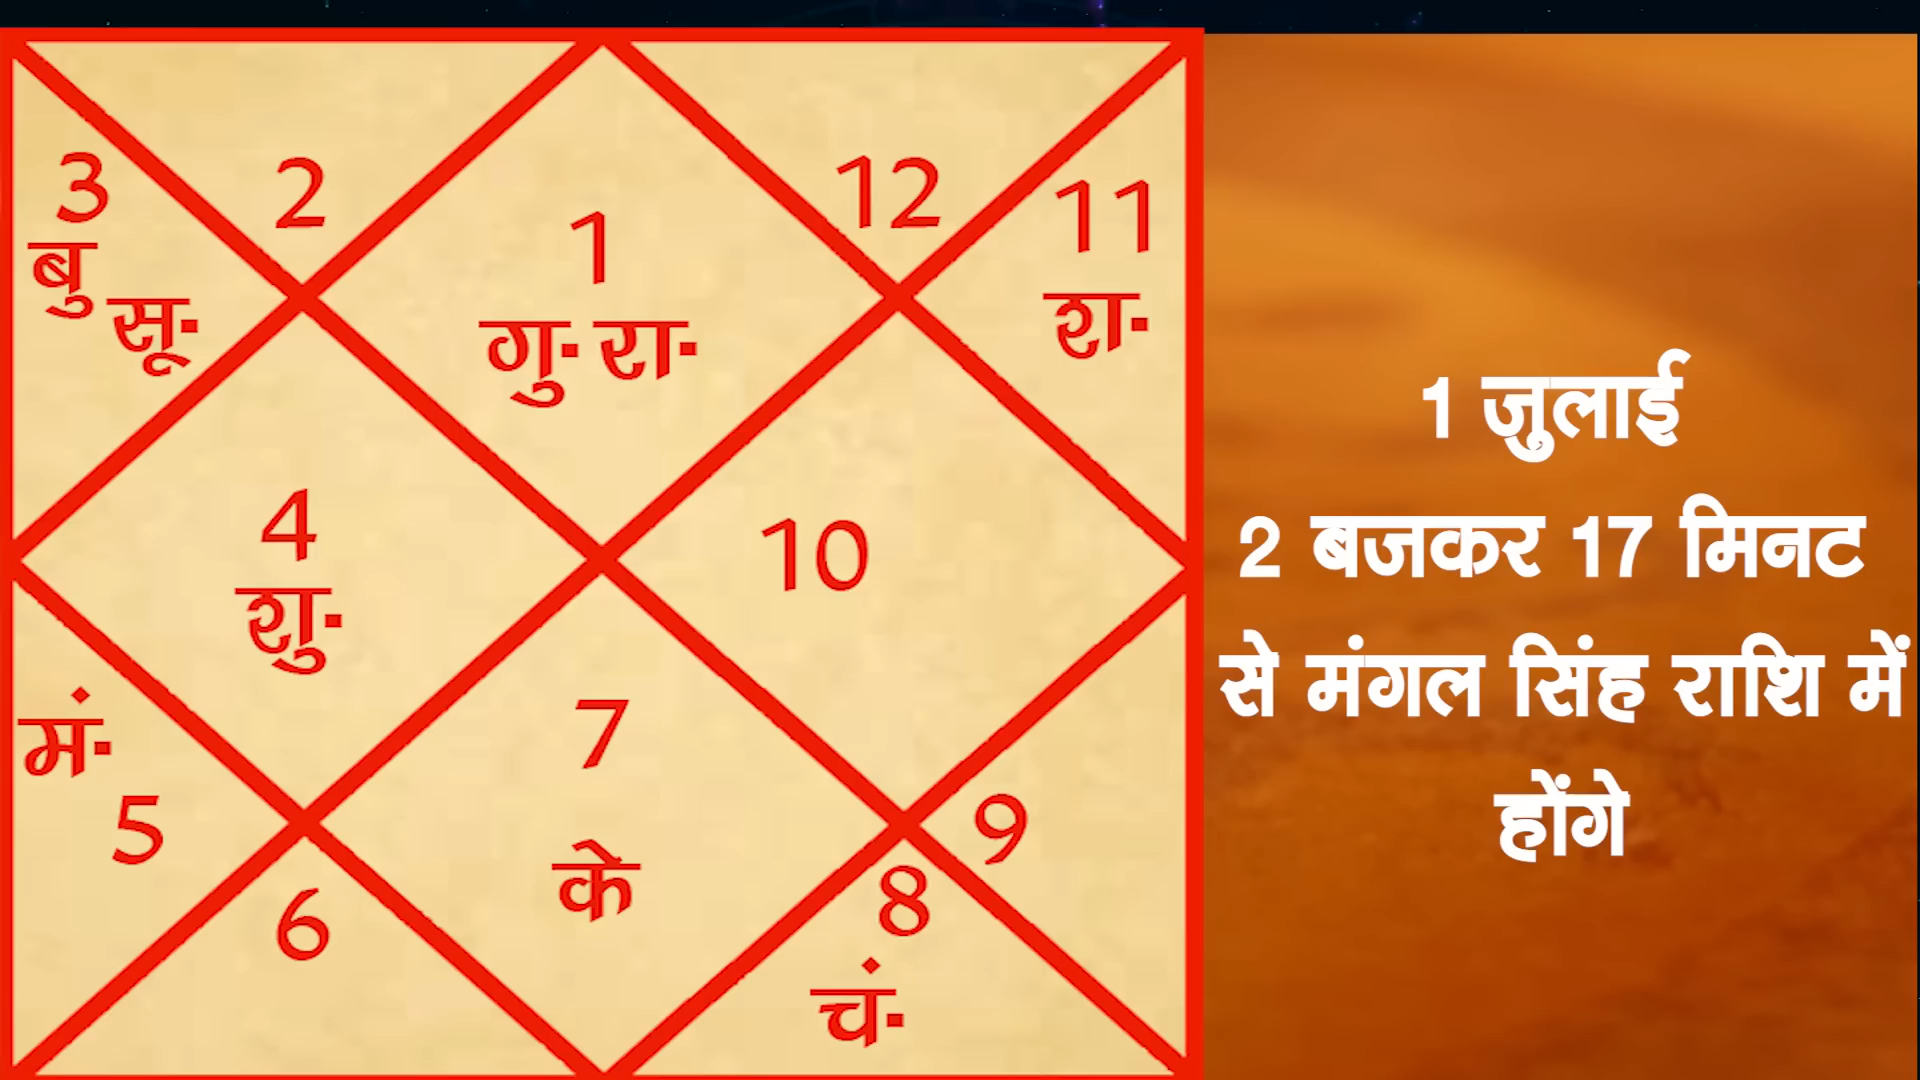 3
बु
सू.
2
1
गु. रा.
12
11
श.
4
शु.
10
मं.
5
6
7
के
8
चं.
9
1 जुलाई
2 बजकर 17 मिनट
से मंगल सिंह राशि में
होंगे